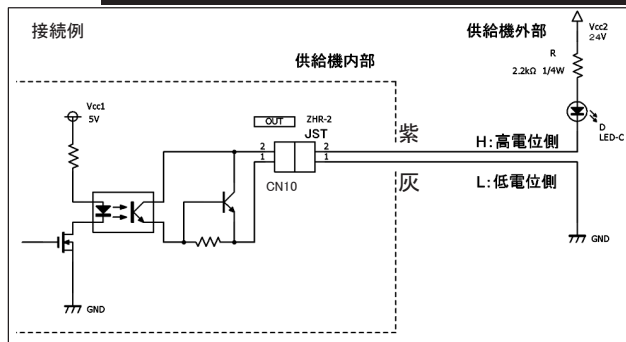 接続例
供給機外部
Vcc2
24V
供給機内部
R
2.2kΩ 1/4W
Vcc1
5V
OUT
ZHR-2
JST
紫
D
LED-C
2
2
H:高電位側
1
1
L:低電位側
CN10
灰
GND
GND